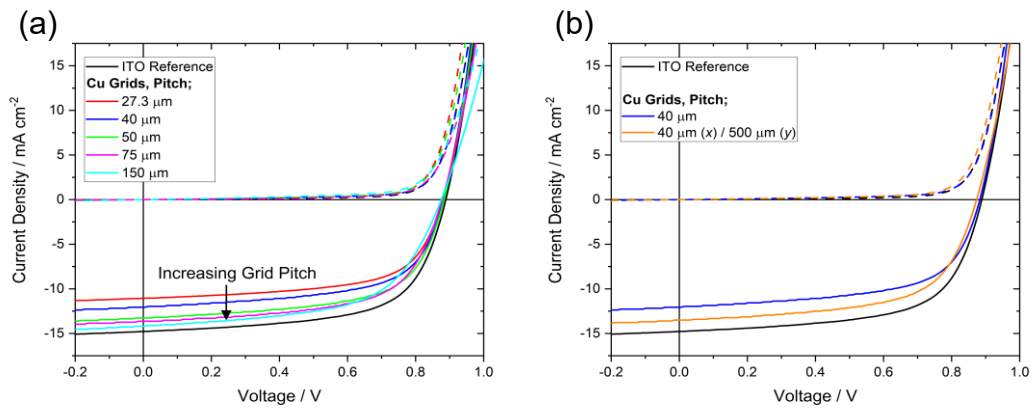 (a)
ITO Reference
Cu Grids, Pitch;
27.3 μm
40 μm
50 μm
75 μm
150 μm
Increasing Grid Pitch
Current Density / mA cm-2
15
10
5
0
-5
-10
-15
-0.2 0.0 0.2 0.4 0.6 0.8 1.0
Voltage / V
(b)
ITO Reference
Cu Grids, Pitch;
40 μm
40 μm (x) / 500 μm (y)
Current Density / mA cm-2
15
10
5
0
-5
-10
-15
-0.2 0.0 0.2 0.4 0.6 0.8 1.0
Voltage / V